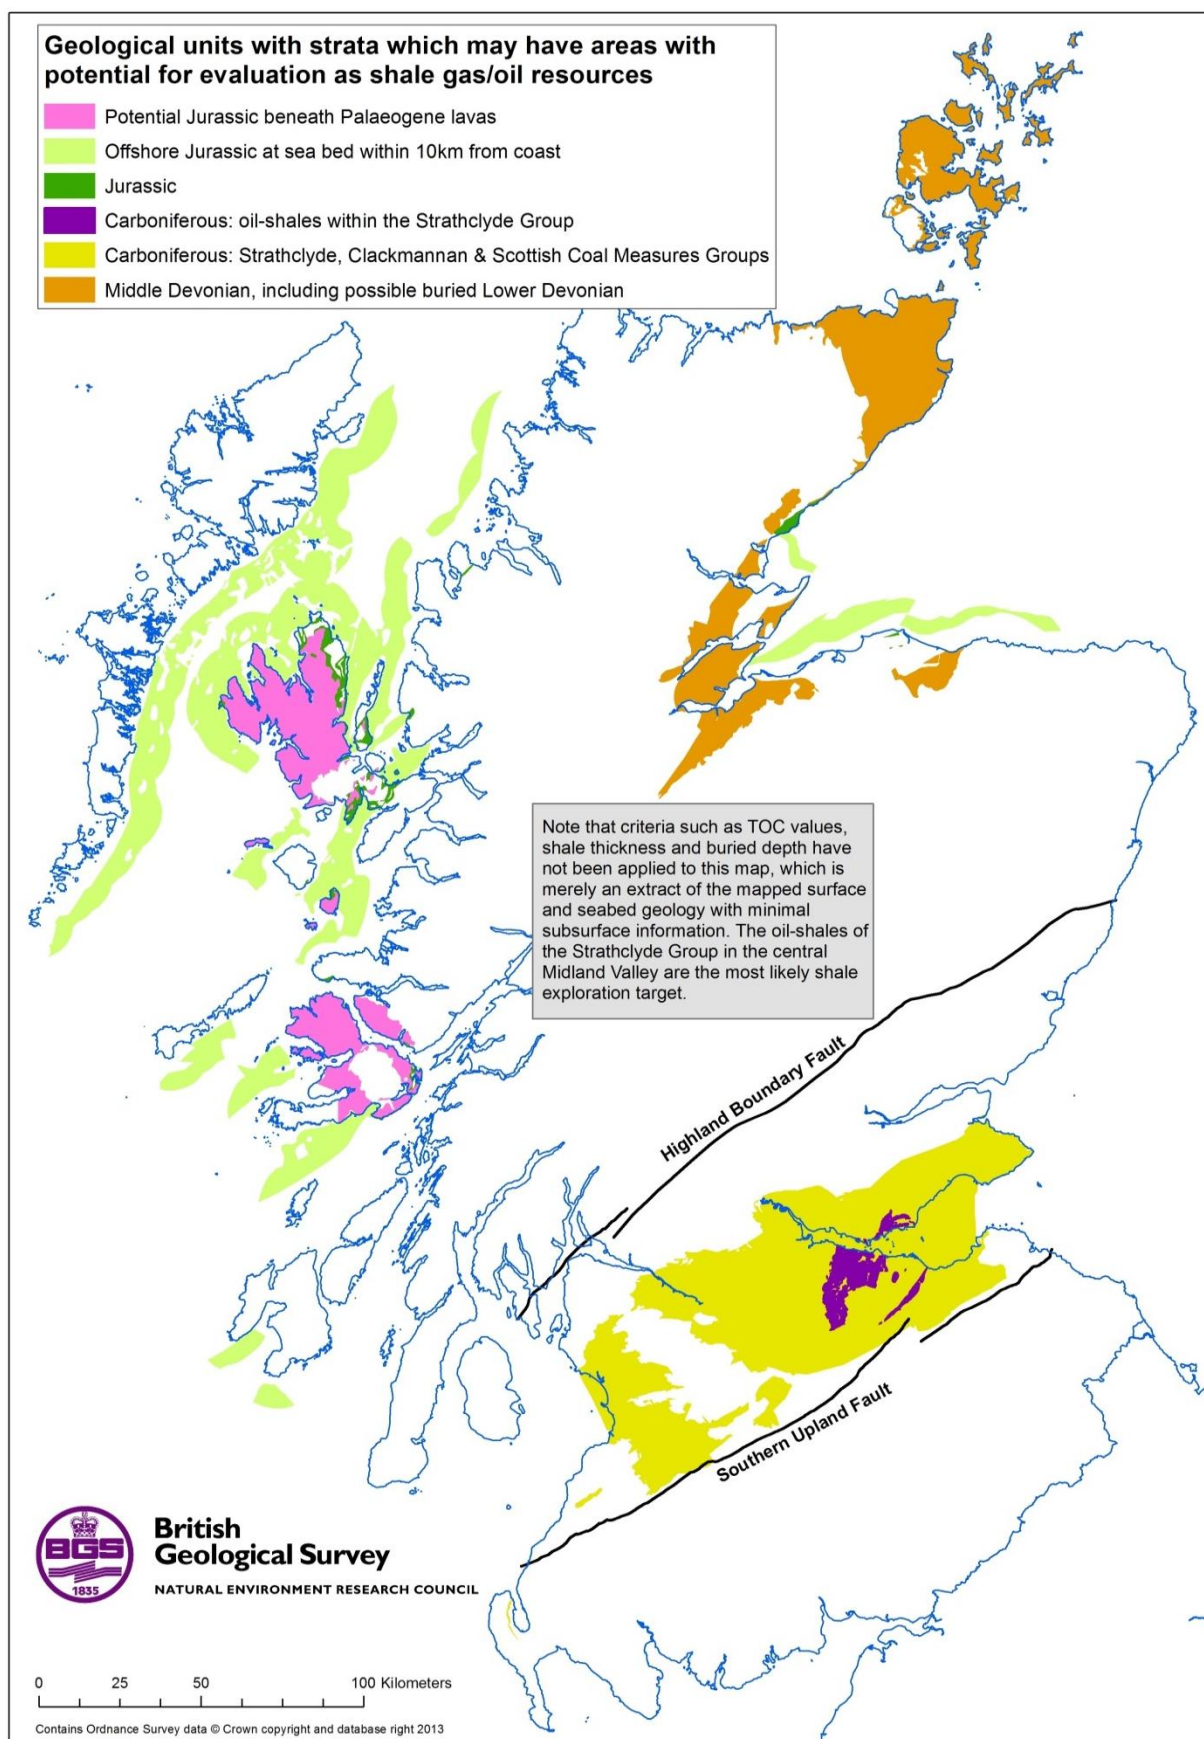 Geological units with strata which may have areas with
potential for evaluation as shale gas/oil resources
Potential Jurassic beneath Palaeogene lavas
Offshore Jurassic at sea bed within 10km from coast
Jurassic
Carboniferous: oil-shales within the Strathclyde Group
Carboniferous: Strathclyde, Clackmannan & Scottish Coal Measures Groups
Middle Devonian, including possible buried Lower Devonian
Note that criteria such as TOC values,
shale thickness and buried depth have
not been applied to this map, which is
merely an extract of the mapped surface
and seabed geology with minimal
subsurface information. The oil-shales of
the Strathclyde Group in the central
Midland Valley are the most likely shale
exploration target.
Highland Boundary Fault
Southern Upland Fault
BGS
1835
British
Geological Survey
NATURAL ENVIRONMENT RESEARCH COUNCIL
0 25 50 100 Kilometers
Contains Ordnance Survey data © Crown copyright and database right 2013